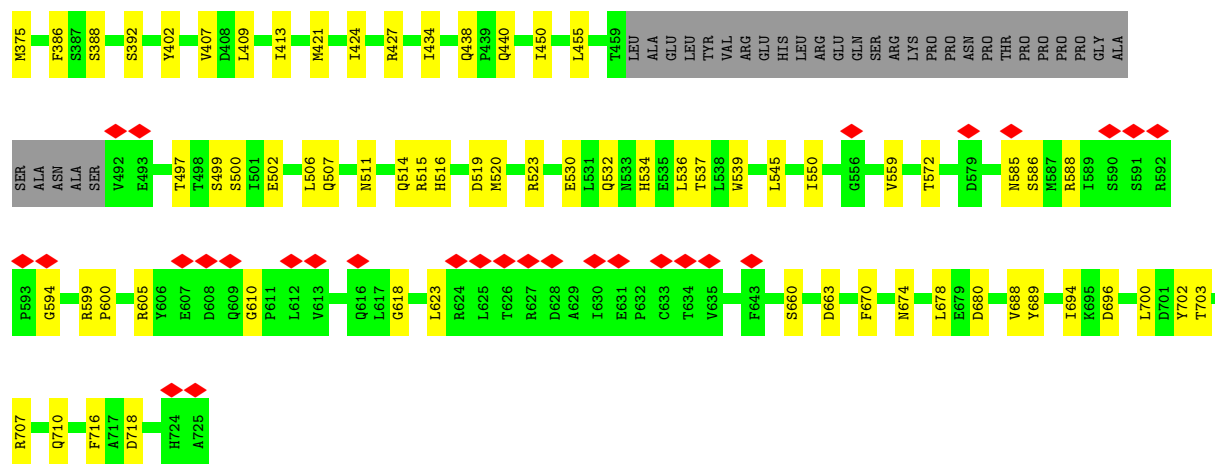 M375 F386 S387 S388 S392 Y402 V407 D408 L409 I413 M421 I424 R427 I434 Q438 P439 Q440 I450 L455 T459 LEU ALA GLU LEU TYR VAL ARG GLU HIS LEU ARG GLU GLN SER ARG LYS PRO PRO ASN PRO THR PRO PRO PRO PRO PRO GLY ALA
SER ALA ASN ALA SER V492 E493 T497 T498 S499 S500 I501 E502 L506 Q507 N511 Q514 R515 H516 D519 M520 R523 E530 L531 Q532 N533 H534 E535 L536 T537 L538 W539 L545 I550 G556 V559 T572 D579 N585 S586 M587 R588 I589 S590 S591 R592
P593 G594 R599 P600 R605 Y606 E607 D608 Q609 G610 P611 L612 V613 Q616 L617 G618 L623 R624 L625 T626 R627 D628 A629 I630 E631 P632 C633 T634 V635 F643 S660 D663 F670 N674 L678 E679 D680 V688 Y689 I694 K695 D696 L700 D701 Y702 T703
R707 Q710 F716 A717 D718 H724 A725